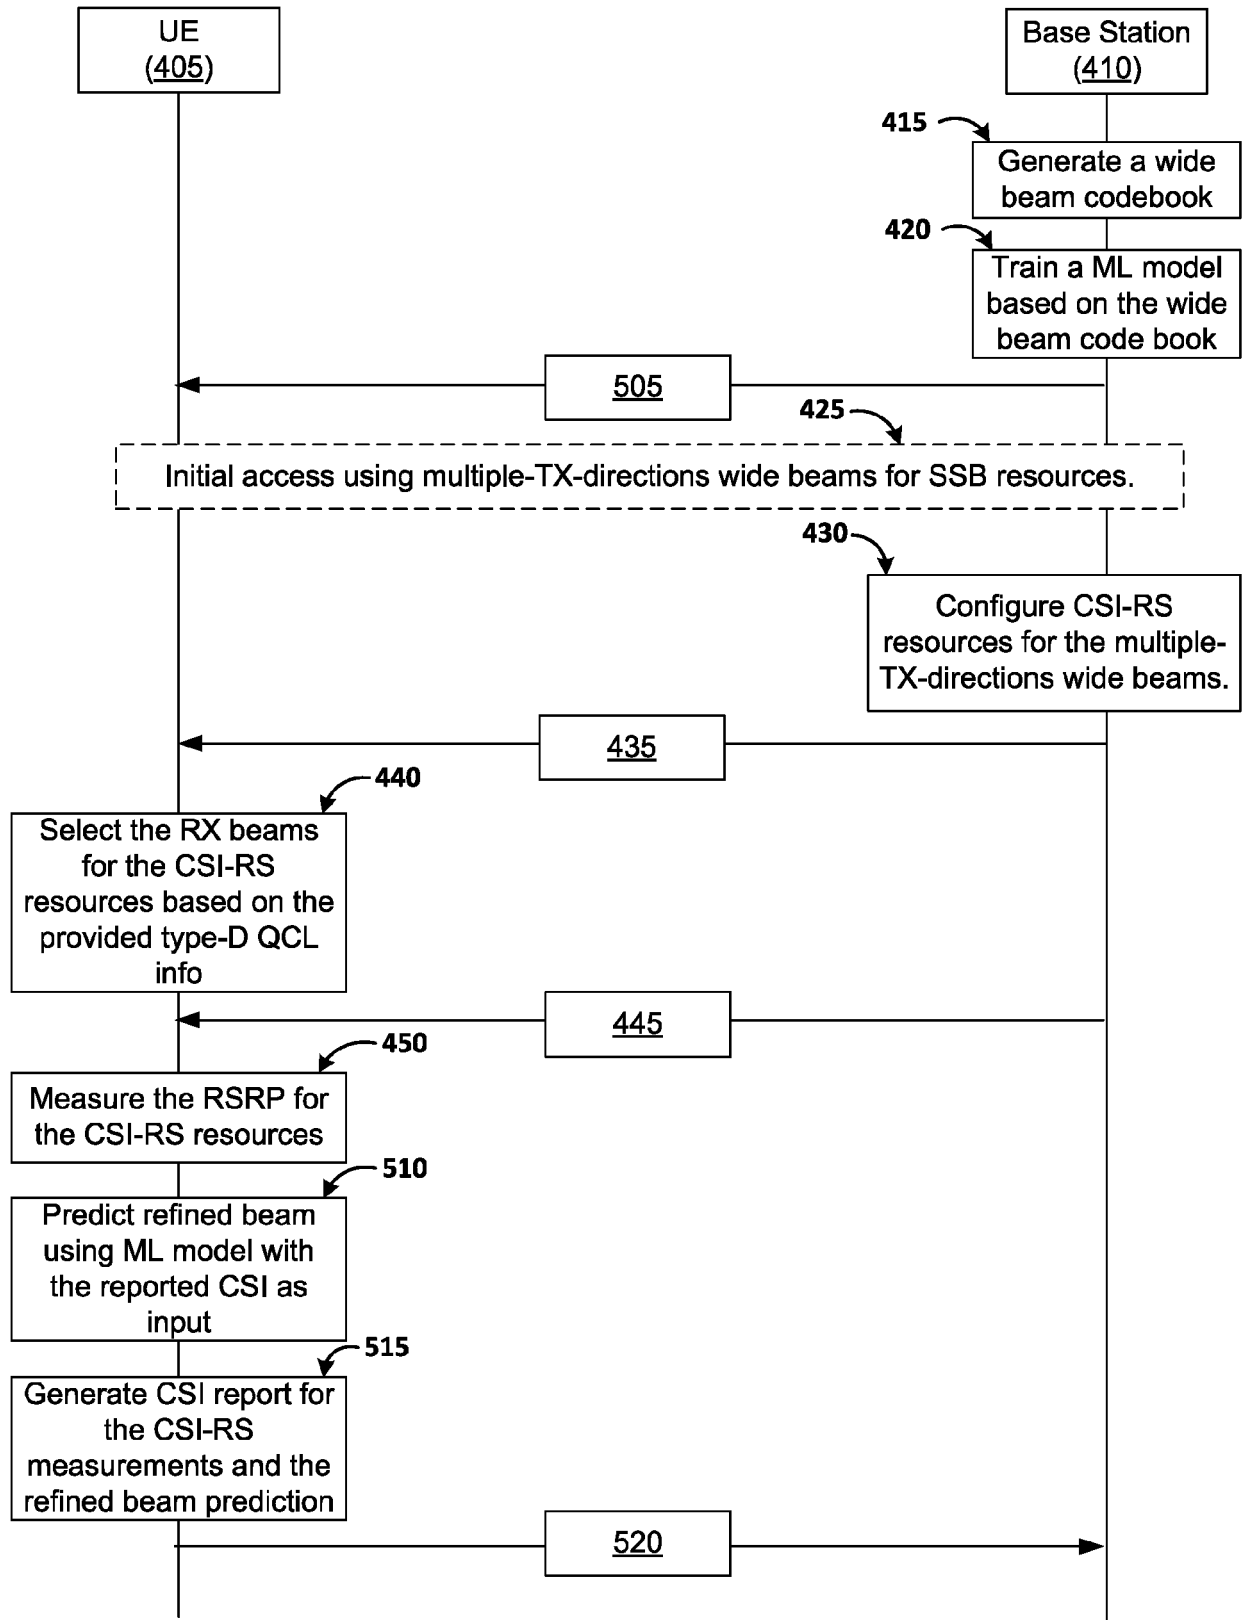 UE
(405)
Base Station
(410)
415
Generate a wide
beam codebook
420
Train a ML model
based on the wide
beam code book
505
425
Initial access using multiple-TX-directions wide beams for SSB resources.
430
Configure CSI-RS
resources for the multiple-
TX-directions wide beams.
435
440
Select the RX beams
for the CSI-RS
resources based on the
provided type-D QCL
info
445
450
Measure the RSRP for
the CSI-RS resources
510
Predict refined beam
using ML model with
the reported CSI as
input
515
Generate CSI report for
the CSI-RS
measurements and the
refined beam prediction
520